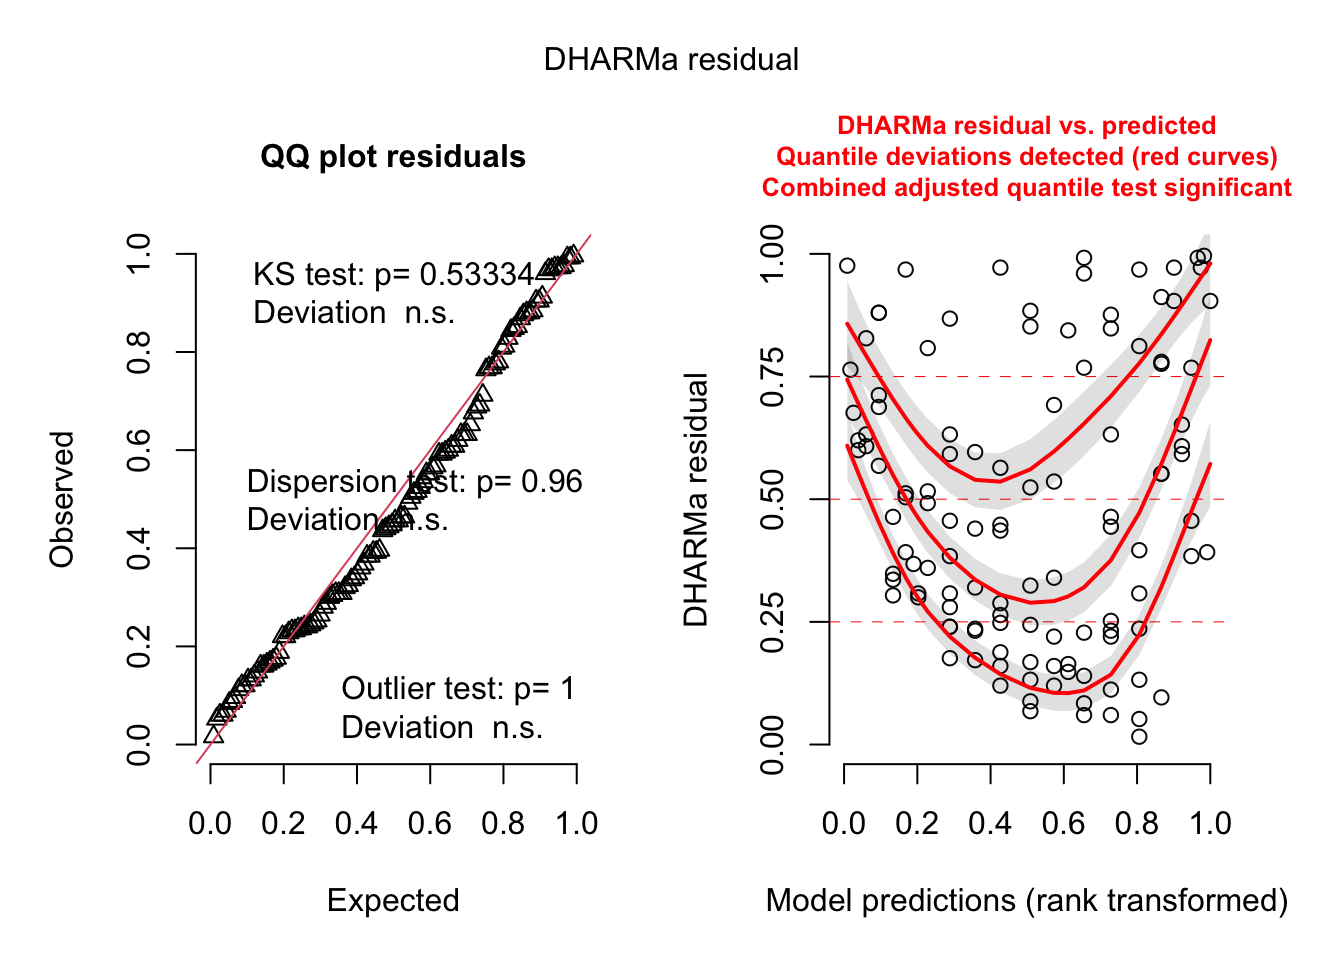 DHARMa residual
QQ plot residuals
KS test: p= 0.53334
Deviation  n.s.
Dispersion test: p= 0.96
Deviation  n.s.
Outlier test: p= 1
Deviation  n.s.
Observed
0.0 0.2 0.4 0.6 0.8 1.0
0.0 0.2 0.4 0.6 0.8 1.0
Expected
DHARMa residual vs. predicted
Quantile deviations detected (red curves)
Combined adjusted quantile test significant
DHARMa residual
0.00 0.25 0.50 0.75 1.00
0.0 0.2 0.4 0.6 0.8 1.0
Model predictions (rank transformed)